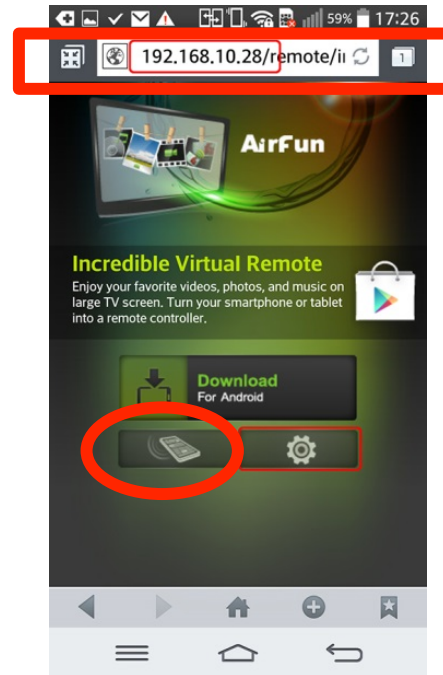 59% 17:26
192.168.10.28/remote/i
1
AirFun
Incredible Virtual Remote
Enjoy your favorite videos, photos, and music on
large TV screen. Turn your smartphone or tablet
into a remote controller.
Download
For Android